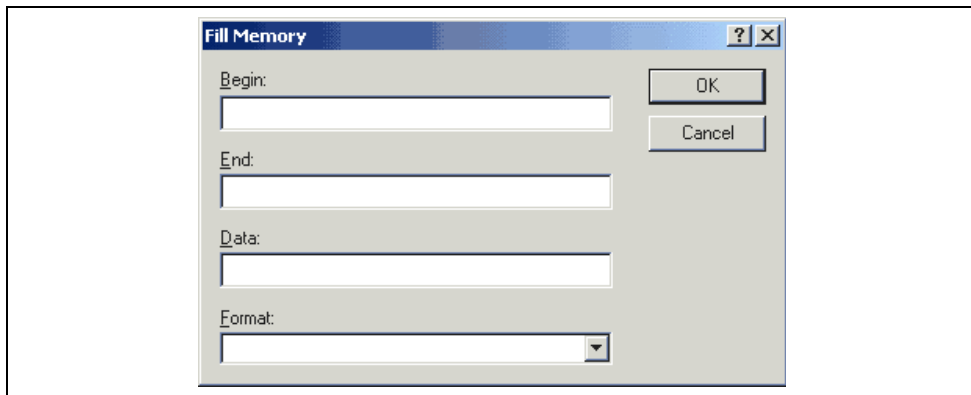 Fill Memory
Begin:
OK
Cancel
End:
Data:
Format: